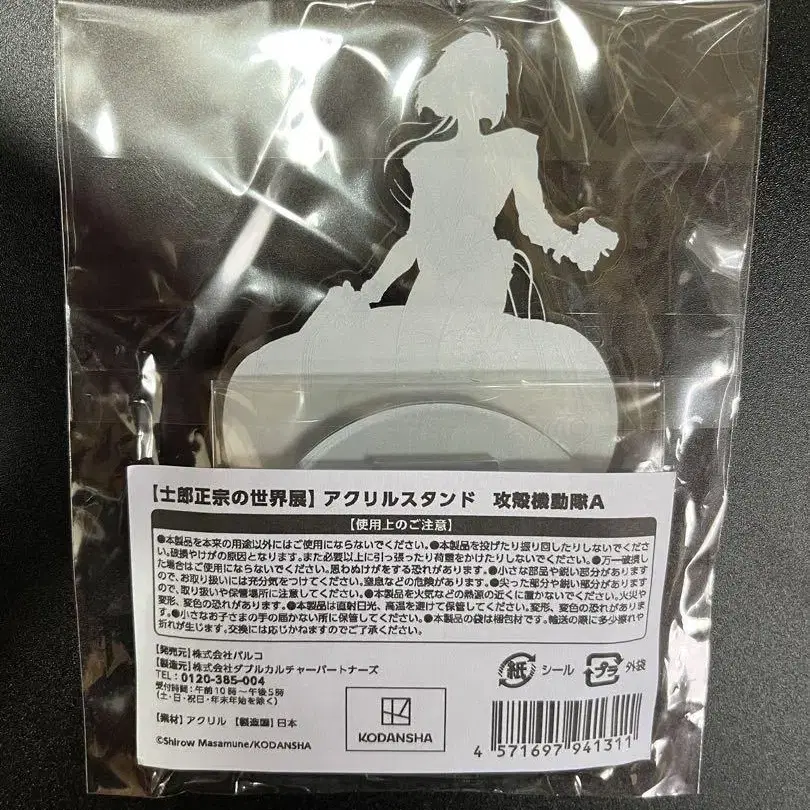 【士郎正宗の世界展】アクリルスタンド 攻殻機動隊A
【使用上のご注意】
●本製品を本来の用途以外にはご使用にならないでください。●本製品を投げたり振り回したりしないでくださ
い。破損やけがの原因となります。また必要以上に引っ張ったり荷重をかけたりしないでください。●万一破損し
た場合はご使用にならないでください。思わぬけがをする恐れがあります。●小さな部品や鋭い部分があります
ので、お取り扱いには充分気をつけてください。窒息などの危険があります。●尖った部分や鋭い部分があります
ので、取り扱いや保管場所に注意してください。●本製品を火気などの熱源の近くに置かないでください。火災や
変形、変色の恐れがあります。●本製品は直射日光、高温を避けて保管してください。変形、変色の恐れがありま
す。●小さなお子さまの手の届かない所に保管してください。●本製品の袋は梱包材です。輸送の際に多少擦れや
折れが生じます。交換には応じかねますのでご了承ください。
【発売元】株式会社パルコ
【製造元】株式会社ダブルカルチャーパートナーズ
TEL:0120-385-004
受付時間:午前10時〜午後5時
(土・日・祝日・年末年始を除く)
【素材】アクリル 【製造国】日本
©Shirow Masamune/KODANSHA
KODANSHA
紙 シール
プラ 外袋
4 571697 941311